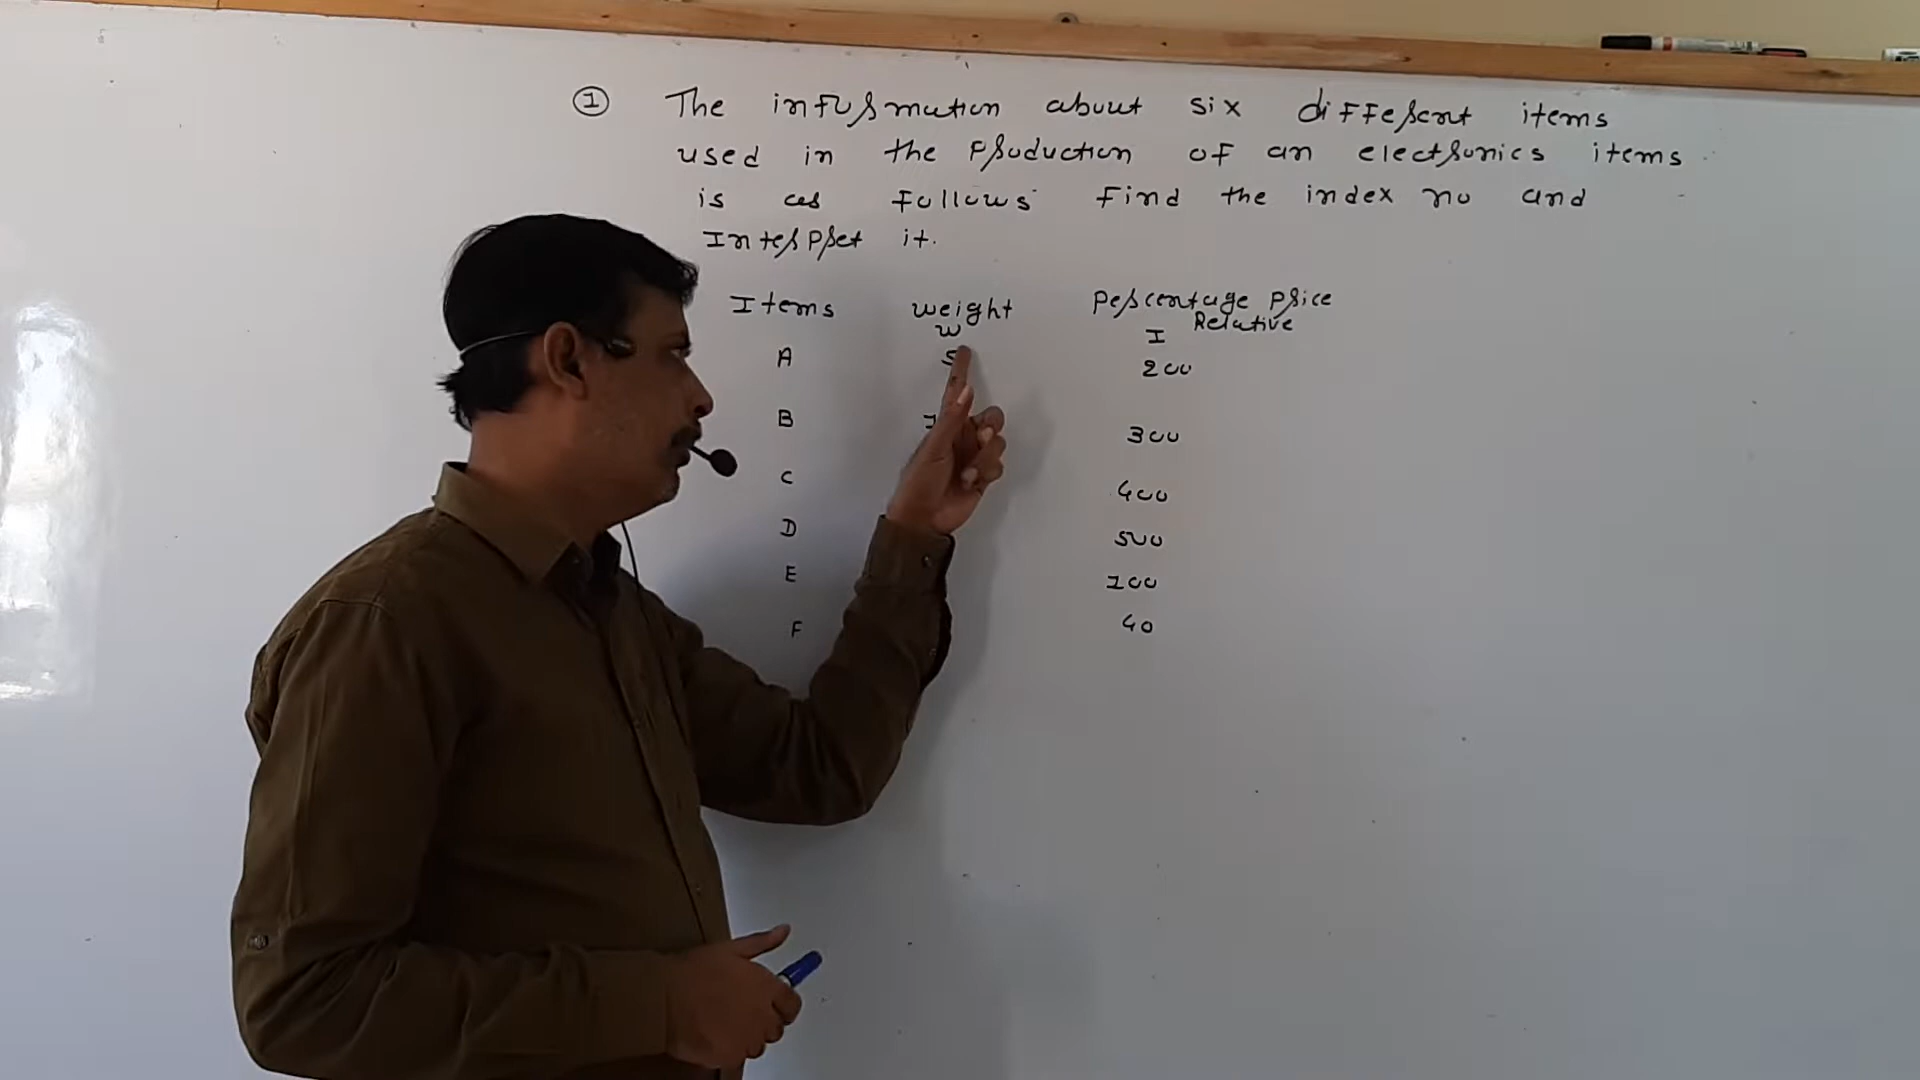 ① The information about six different items
used in the production of an electronics items
is as follows Find the index no and
Interpret it.
Items weight Percentage Price
w I Relative
A 5 200
B 300
C 400
D 500
E 100
F 40